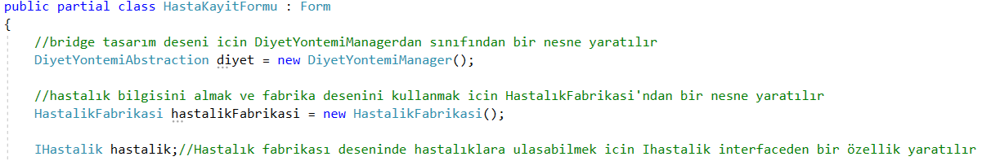 public partial class HastaKayitFormu : Form
{
//bridge tasarım deseni için DiyetYontemiManagerdan sınıfından bir nesne yaratılır
DiyetYontemiAbstraction diyet = new DiyetYontemiManager();
//hastalık bilgisini almak ve fabrika desenini kullanmak için HastalıkFabrikasi'ndan bir nesne yaratılır
HastalikFabrikasi hastalikFabrikasi = new HastalikFabrikasi();
IHastalik hastalik;//Hastalık fabrikası deseninde hastalıklara ulasabilmek icin Ihastalik interfaceden bir özellik yaratılır